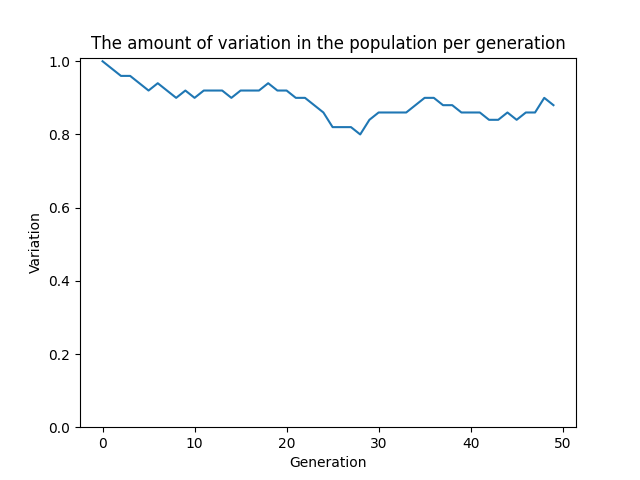 The amount of variation in the population per generation
1.0
0.8
0.6
0.4
0.2
0.0
Variation
0 10 20 30 40 50
Generation